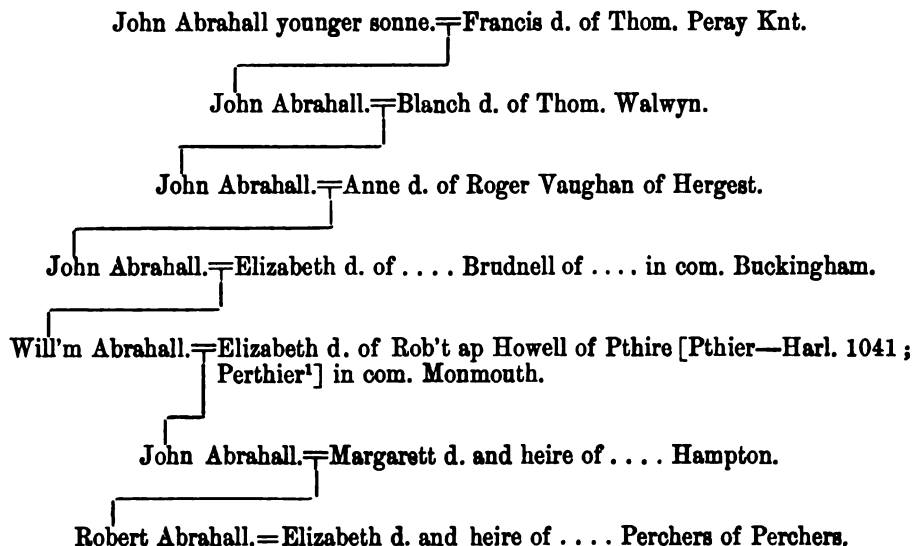 John Abrahall younger sonne.=Francis d. of Thom. Peray Knt.
John Abrahall.=Blanch d. of Thom. Walwyn.
John Abrahall.=Anne d. of Roger Vaughan of Hergest.
John Abrahall.=Elizabeth d. of .... Brudnell of .... in com. Buckingham.
Will'm Abrahall.=Elizabeth d. of Rob't ap Howell of Pthire [Pthier—Harl. 1041;
Perthier¹] in com. Monmouth.
John Abrahall.=Margarett d. and heire of .... Hampton.
Robert Abrahall.=Elizabeth d. and heire of .... Perchers of Perchers.